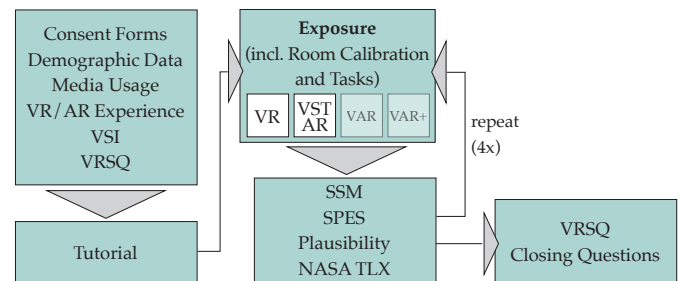 Consent Forms
Demographic Data
Media Usage
VR/AR Experience
VSI
VRSQ
Tutorial
Exposure
(incl. Room Calibration
and Tasks)
VR
VST
AR
VAR
VAR+
repeat
(4x)
SSM
SPES
Plausibility
NASA TLX
VRSQ
Closing Questions